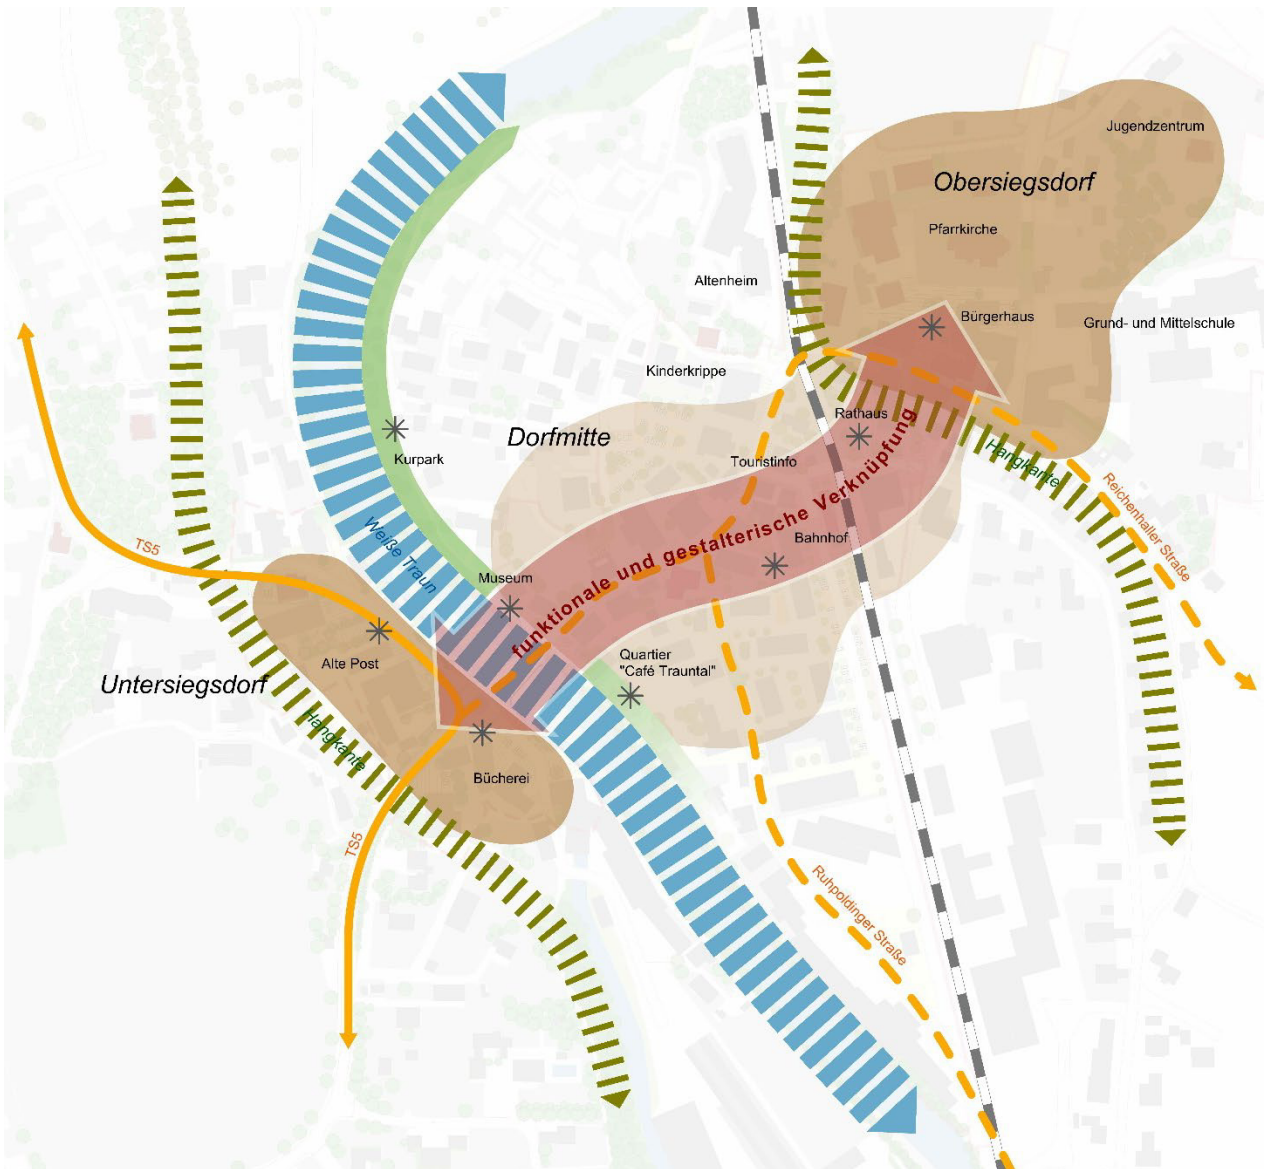 Jugendzentrum
Obersiegsdorf
Pfarrkirche
Altenheim
Bürgerhaus
Grund- und Mittelschule
Kinderkrippe
Rathaus
Dorfmitte
Hangkante
Kurpark
Touristinfo
Reichenhaller Straße
funktionale und gestalterische Verknüpfung
Bahnhof
TS5
Weiße Traun
Museum
Quartier
"Café Trauntal"
Alte Post
Untersiegsdorf
Hangkante
Bücherei
TS5
Ruhpoldinger Straße